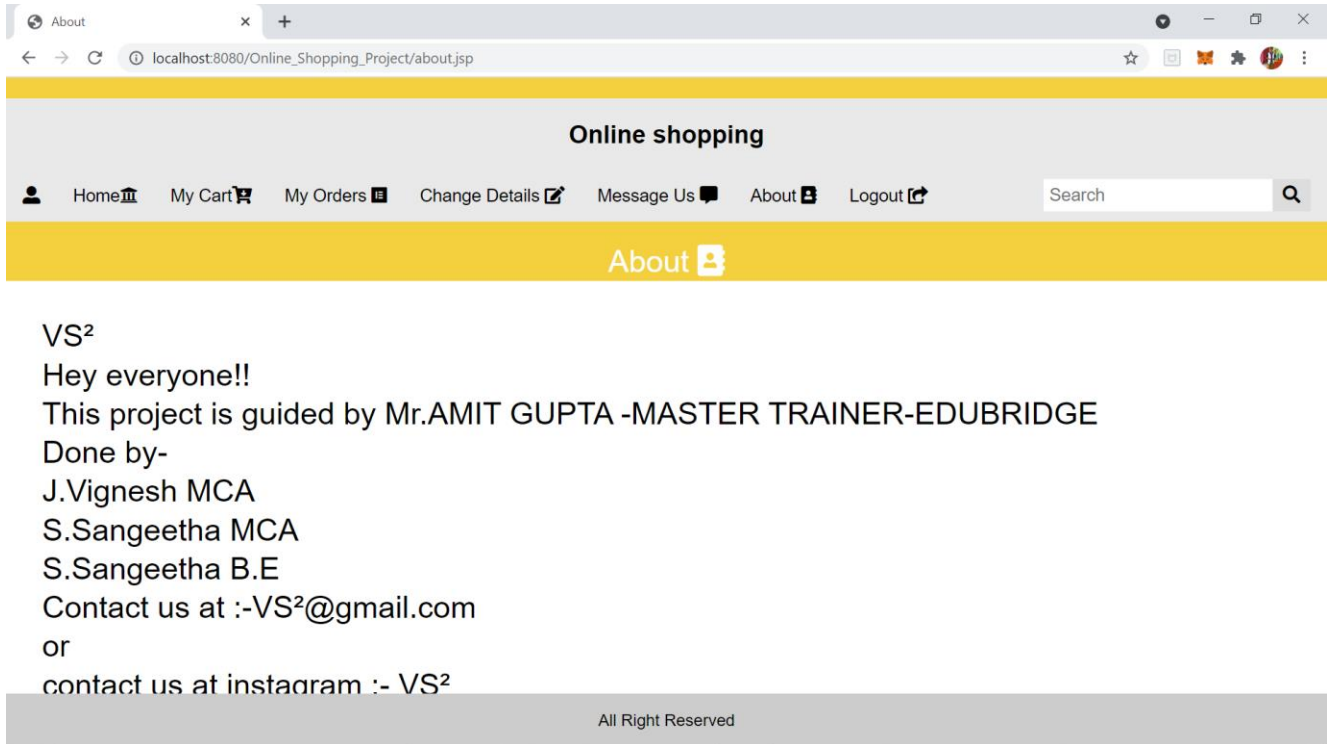 About
localhost:8080/Online_Shopping_Project/about.jsp
Online shopping
Home My Cart My Orders Change Details Message Us About Logout Search
About
VS²
Hey everyone!!
This project is guided by Mr.AMIT GUPTA -MASTER TRAINER-EDUBRIDGE
Done by-
J.Vignesh MCA
S.Sangeetha MCA
S.Sangeetha B.E
Contact us at :-VS²@gmail.com
or
contact us at instagram :- VS²
All Right Reserved